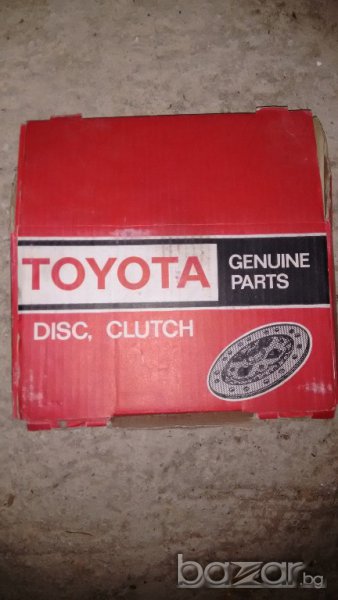 TOYOTA
GENUINE
PARTS
DISC, CLUTCH
bazar.bg